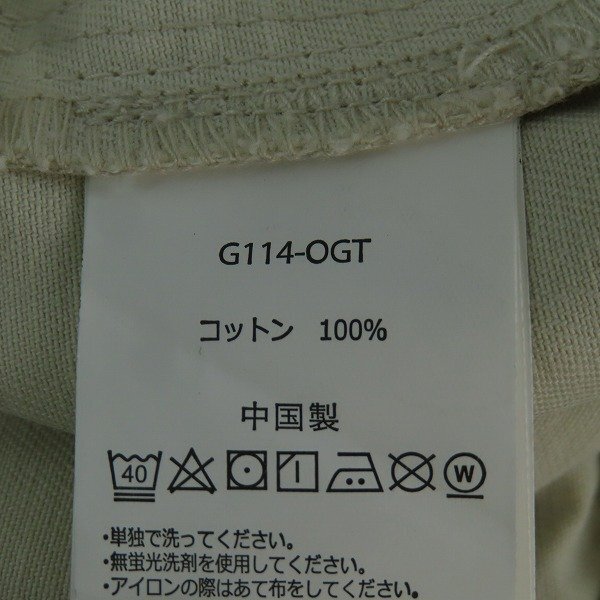 G114-OGT
コットン 100%
中国製
40 W
・単独で洗ってください。
・無蛍光洗剤を使用してください。
・アイロンの際はあて布をしてください。